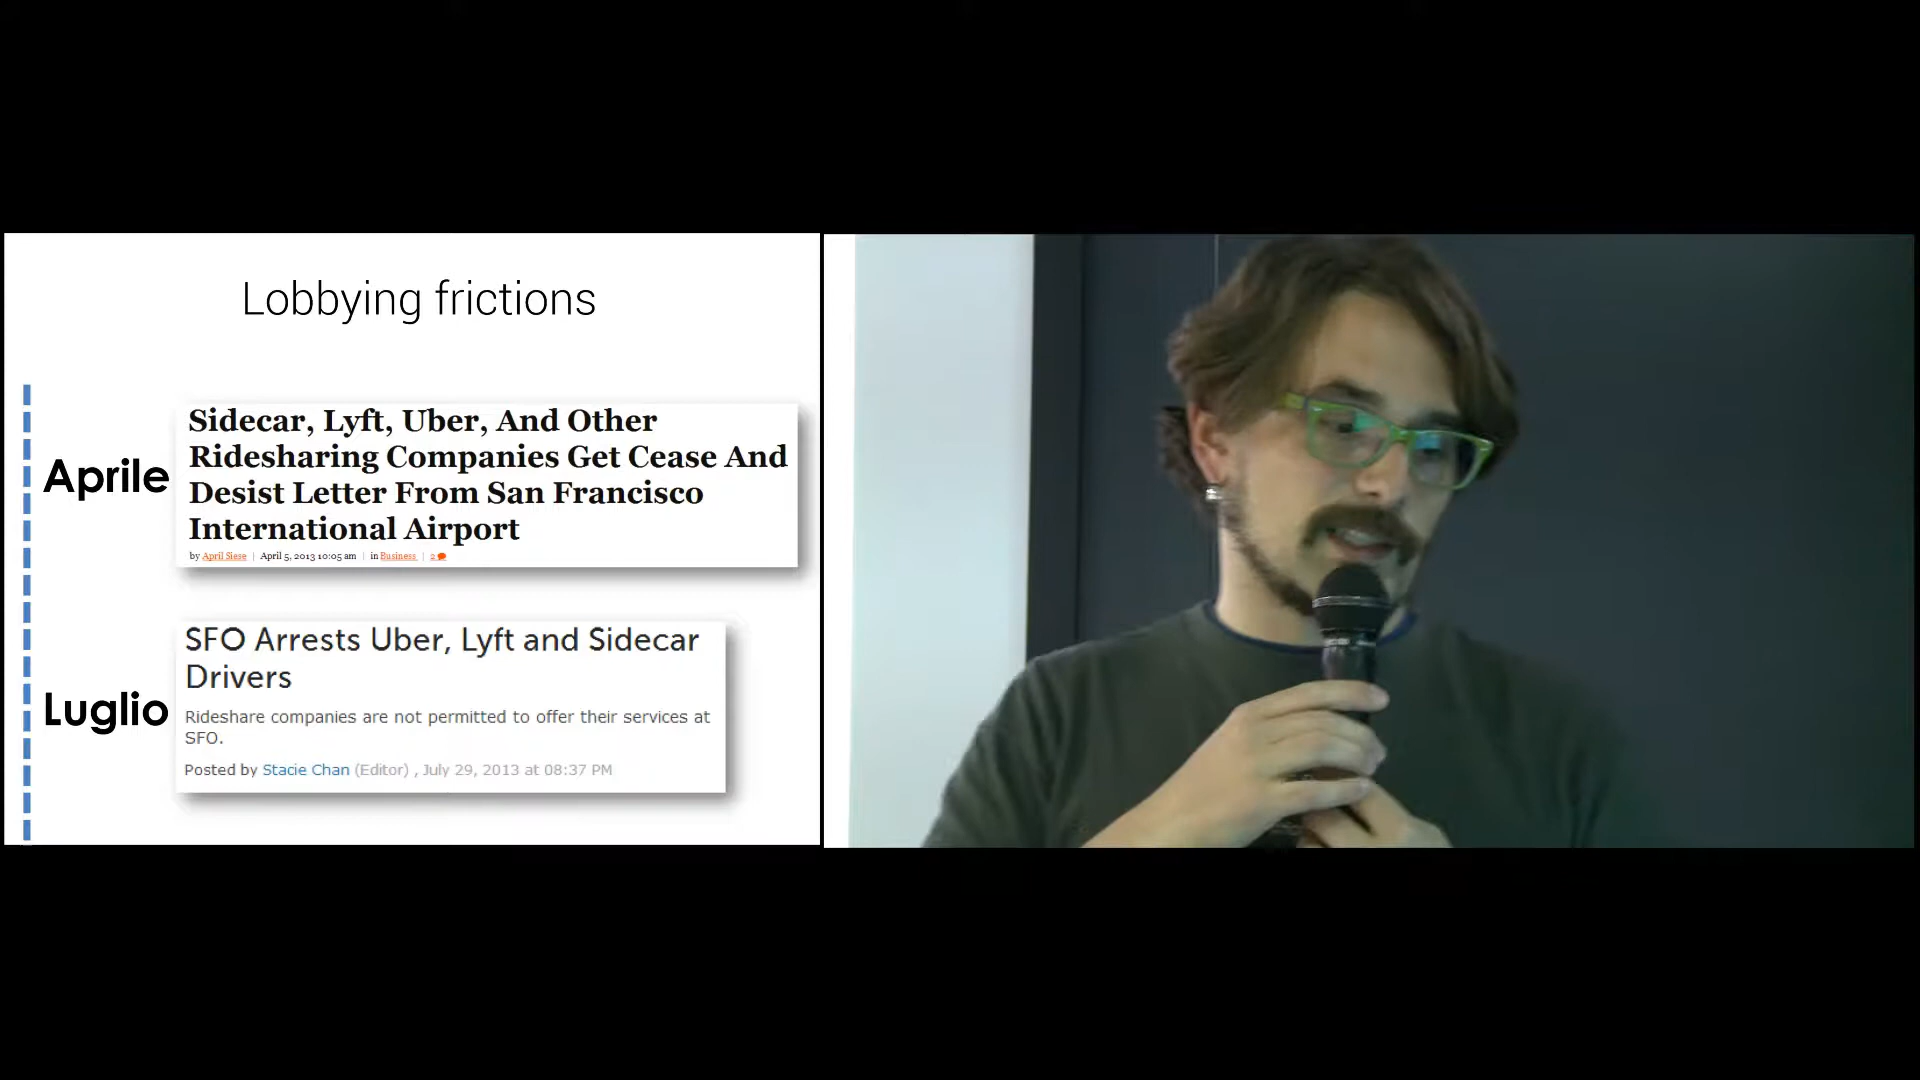 Lobbying frictions
Aprile
Sidecar, Lyft, Uber, And Other
Ridesharing Companies Get Cease And
Desist Letter From San Francisco
International Airport
by April Siese | April 5, 2013 10:05 am | in Business | 2
Luglio
SFO Arrests Uber, Lyft and Sidecar
Drivers
Rideshare companies are not permitted to offer their services at
SFO.
Posted by Stacie Chan (Editor) , July 29, 2013 at 08:37 PM